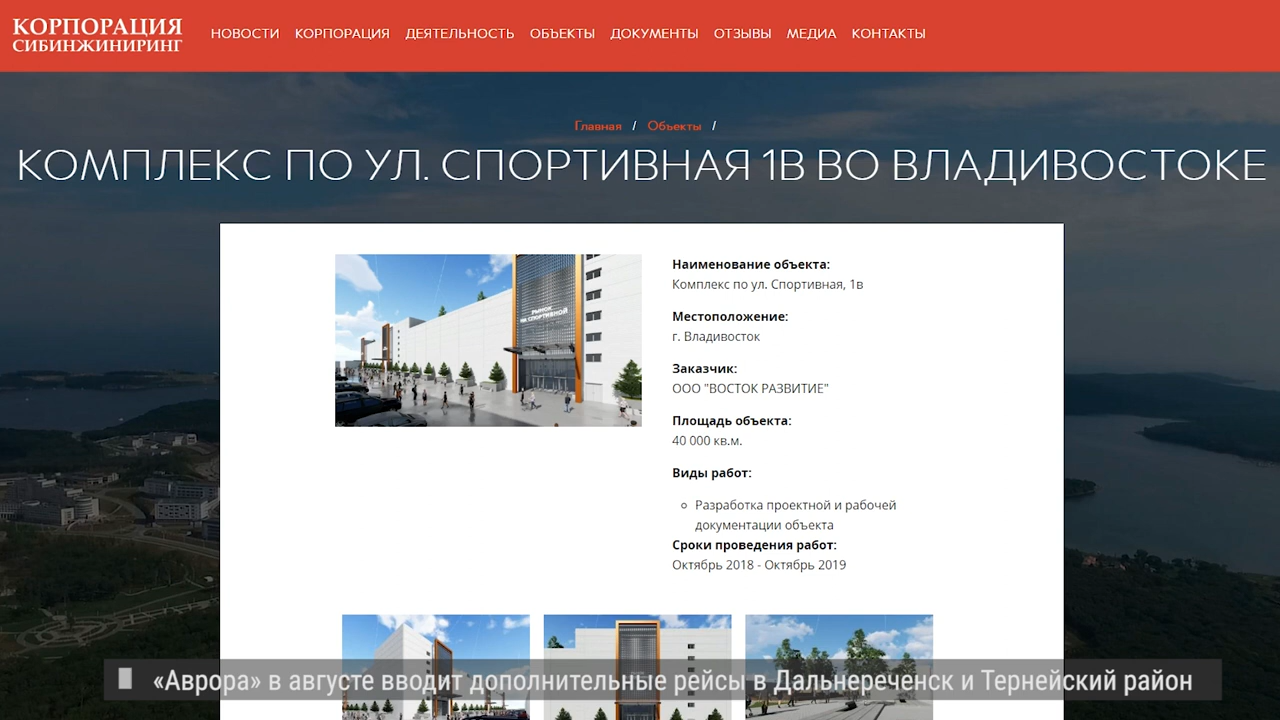 КОРПОРАЦИЯ
СИБИНЖИНИРИНГ
НОВОСТИ КОРПОРАЦИЯ ДЕЯТЕЛЬНОСТЬ ОБЪЕКТЫ ДОКУМЕНТЫ ОТЗЫВЫ МЕДИА КОНТАКТЫ
Главная / Объекты /
КОМПЛЕКС ПО УЛ. СПОРТИВНАЯ 1В ВО ВЛАДИВОСТОКЕ
РЫНОК
НА СПОРТИВНОЙ
Наименование объекта:
Комплекс по ул. Спортивная, 1в
Местоположение:
г. Владивосток
Заказчик:
ООО "ВОСТОК РАЗВИТИЕ"
Площадь объекта:
40 000 кв.м.
Виды работ:
Разработка проектной и рабочей
документации объекта
Сроки проведения работ:
Октябрь 2018 - Октябрь 2019
«Аврора» в августе вводит дополнительные рейсы в Дальнереченск и Тернейский район